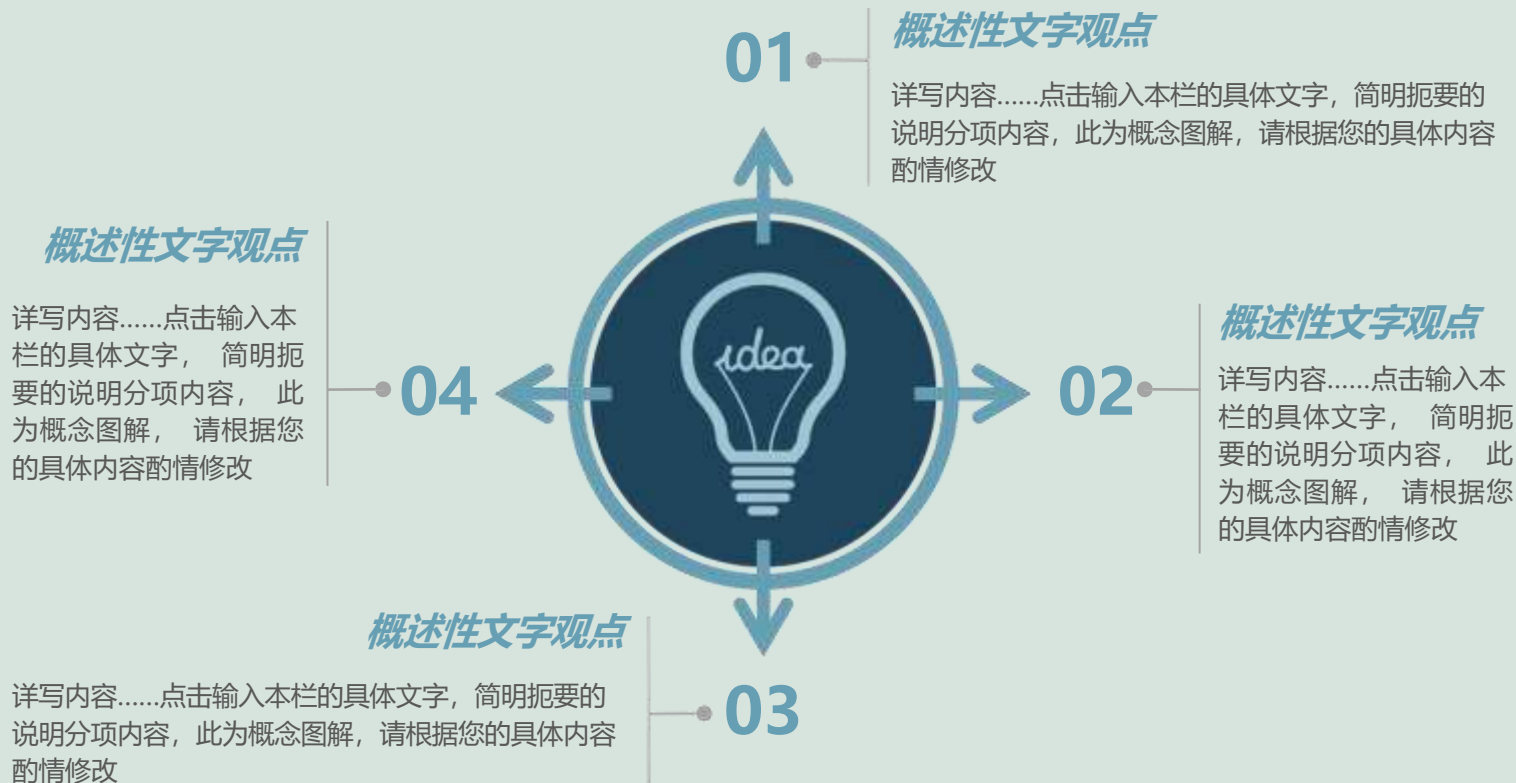 01
概述性文字观点
详写内容......点击输入本栏的具体文字，简明扼要的
说明分项内容，此为概念图解，请根据您的具体内容
酌情修改
概述性文字观点
详写内容......点击输入本
栏的具体文字， 简明扼
要的说明分项内容， 此
为概念图解， 请根据您
的具体内容酌情修改
04
idea
02
概述性文字观点
详写内容......点击输入本
栏的具体文字， 简明扼
要的说明分项内容， 此
为概念图解， 请根据您
的具体内容酌情修改
概述性文字观点
详写内容......点击输入本栏的具体文字，简明扼要的
说明分项内容，此为概念图解，请根据您的具体内容
酌情修改
03